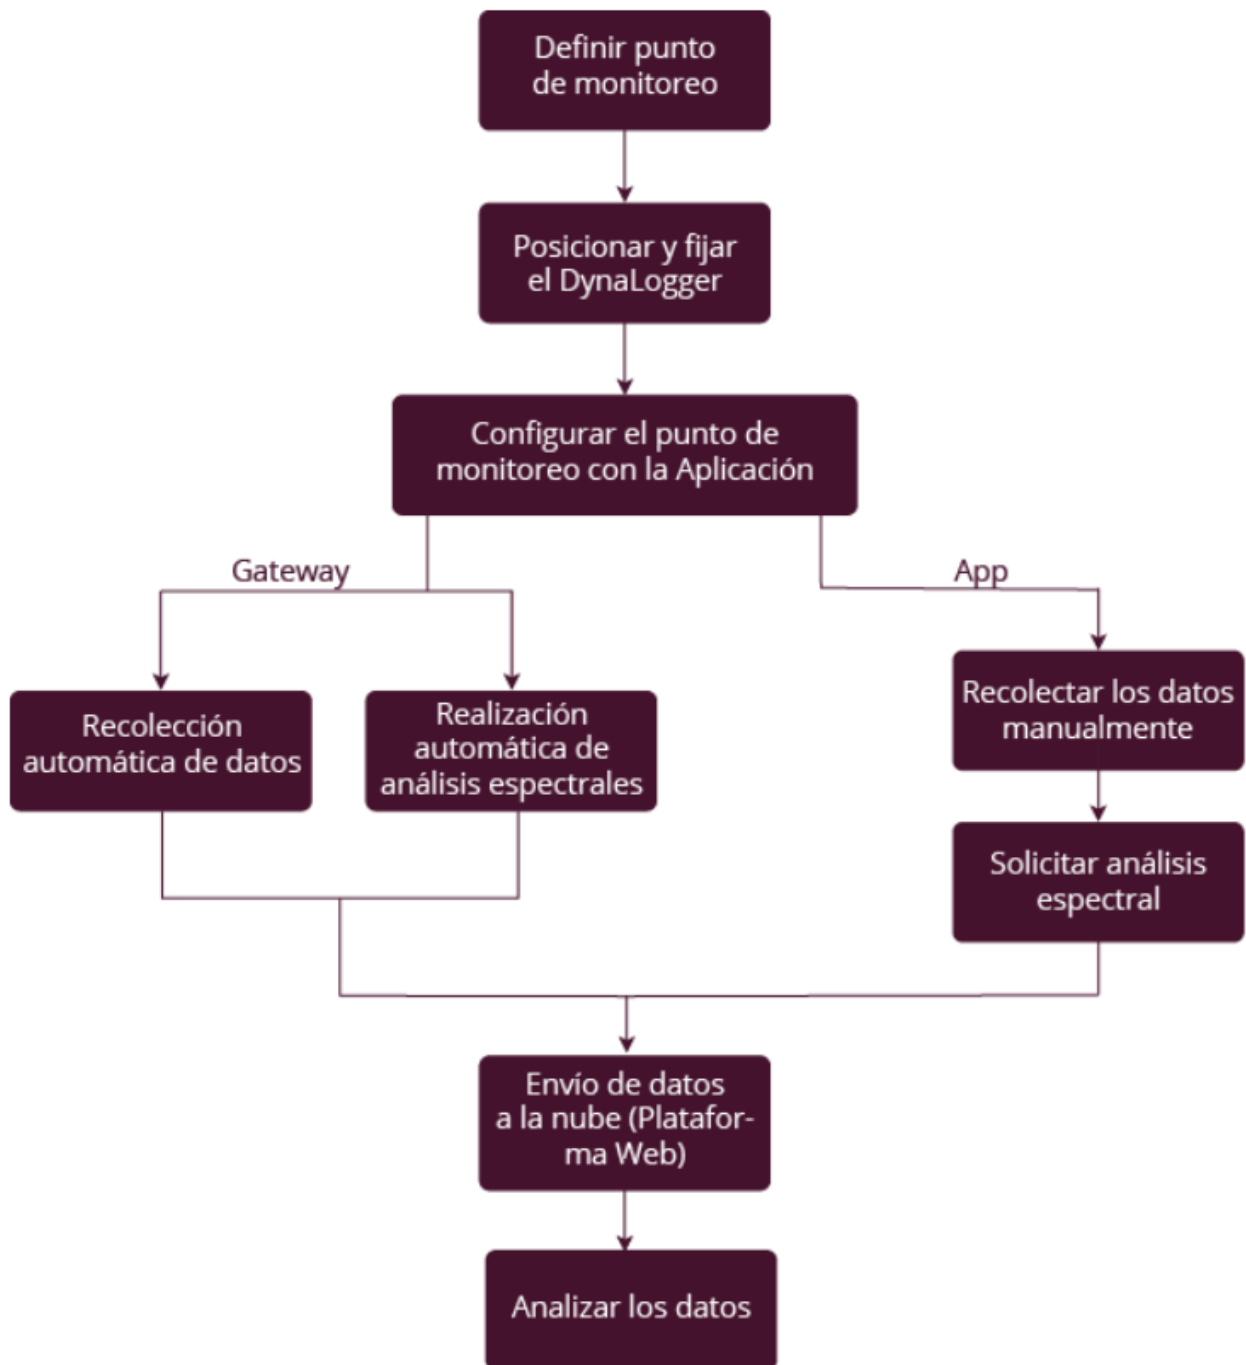 Definir punto
de monitoreo
Posicionar y fijar
el DynaLogger
Configurar el punto de
monitoreo con la Aplicación
Gateway
App
Recolección
automática de datos
Realización
automática de
análisis espectrales
Recolectar los datos
manualmente
Solicitar análisis
espectral
Envío de datos
a la nube (Platafor-
ma Web)
Analizar los datos